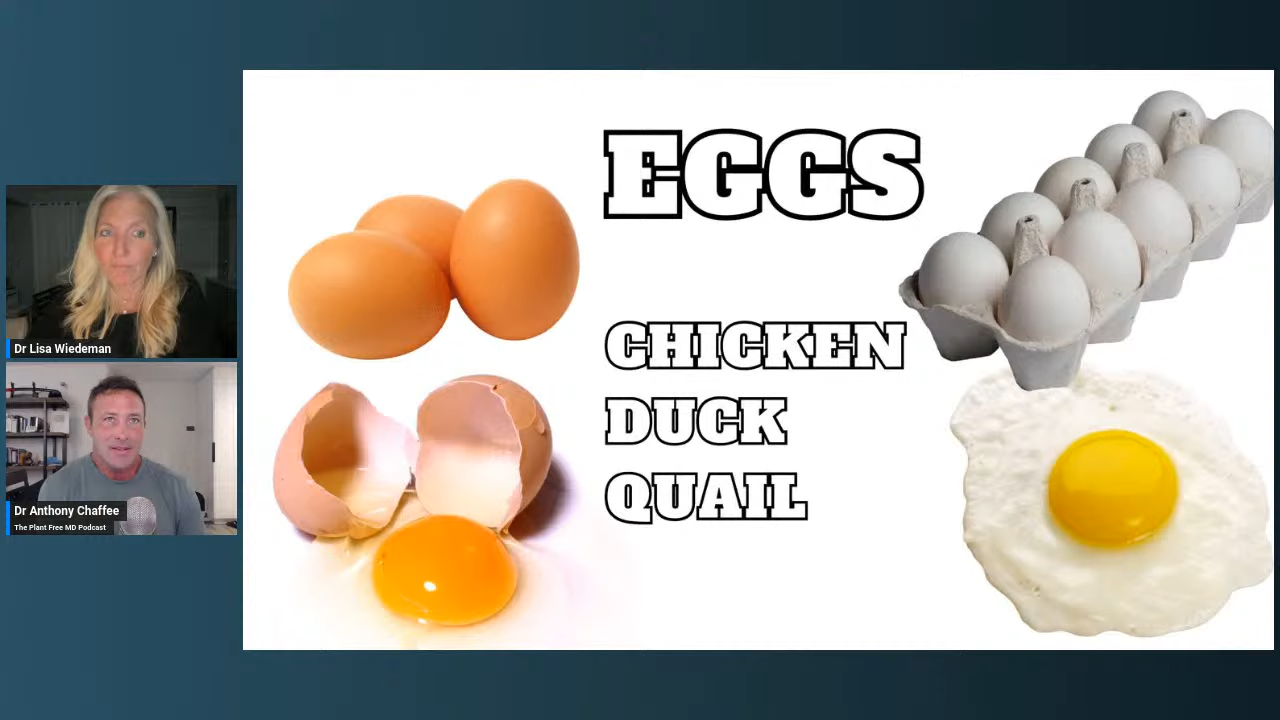 Dr Lisa Wiedeman
Dr Anthony Chaffee
The Plant Free MD Podcast
EGGS
CHICKEN
DUCK
QUAIL